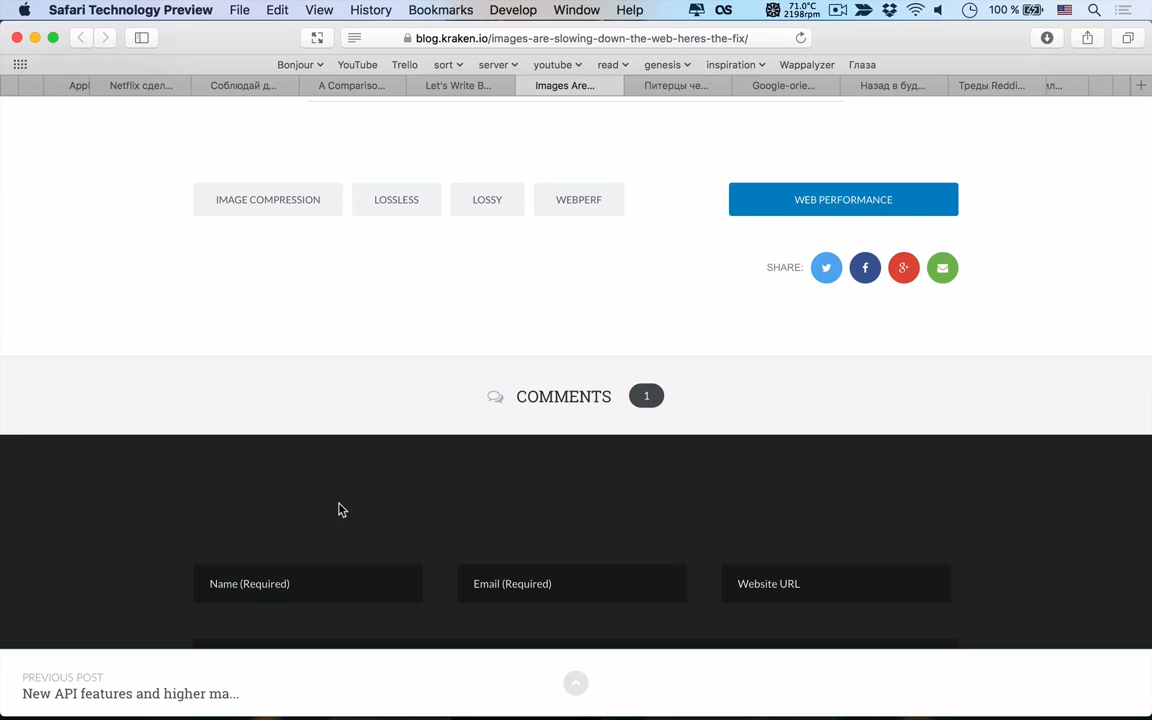 Safari Technology Preview File Edit View History Bookmarks Develop Window Help 71.0°C 2198rpm 100 %
blog.kraken.io/images-are-slowing-down-the-web-heres-the-fix/
Bonjour YouTube Trello sort server youtube read genesis inspiration Wappalyzer Глаза
Appl Netflix сдел... Соблюдай д... A Compariso... Let's Write B... Images Are... Питерцы че... Google-orie... Назад в буд... Треды Reddi...
IMAGE COMPRESSION LOSSLESS LOSSY WEBPERF WEB PERFORMANCE
SHARE:
COMMENTS 1
Name (Required) Email (Required) Website URL
PREVIOUS POST
New API features and higher ma...